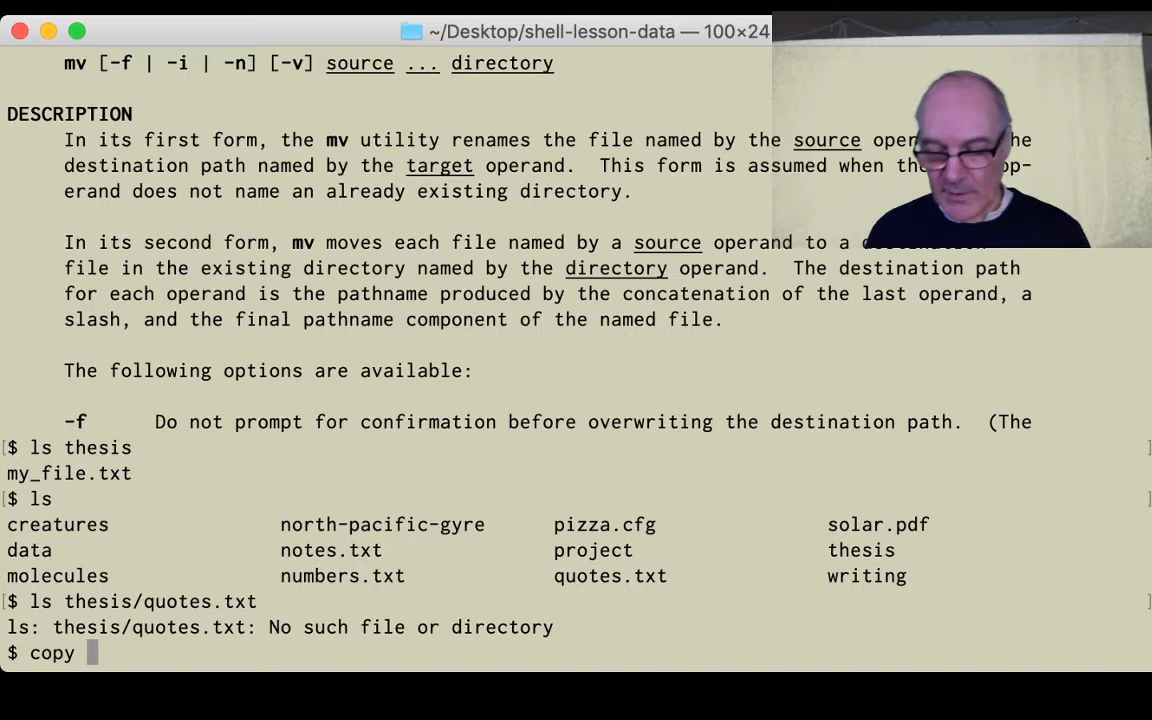 ~/Desktop/shell-lesson-data — 100×24
mv [-f | -i | -n] [-v] source ... directory
DESCRIPTION
In its first form, the mv utility renames the file named by the source he
destination path named by the target operand. This form is assumed when the
erand does not name an already existing directory.
In its second form, mv moves each file named by a source operand to a
file in the existing directory named by the directory operand. The destination path
for each operand is the pathname produced by the concatenation of the last operand, a
slash, and the final pathname component of the named file.
The following options are available:
-f Do not prompt for confirmation before overwriting the destination path. (The
[$ ls thesis ]
my_file.txt
[$ ls ]
creatures north-pacific-gyre pizza.cfg solar.pdf
data notes.txt project thesis
molecules numbers.txt quotes.txt writing
[$ ls thesis/quotes.txt ]
ls: thesis/quotes.txt: No such file or directory
$ copy